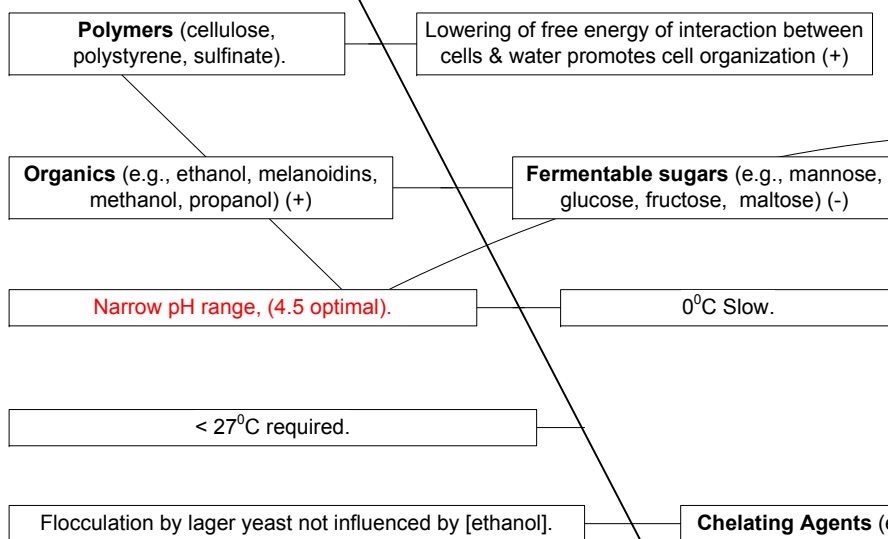 Polymers (cellulose,
polystyrene, sulfinate).
Lowering of free energy of interaction between
cells & water promotes cell organization (+)
Organics (e.g., ethanol, melanoidins,
methanol, propanol) (+)
Fermentable sugars (e.g., mannose,
glucose, fructose, maltose) (-)
Narrow pH range, (4.5 optimal).
0⁰C Slow.
< 27⁰C required.
Flocculation by lager yeast not influenced by [ethanol].
Chelating Agents (